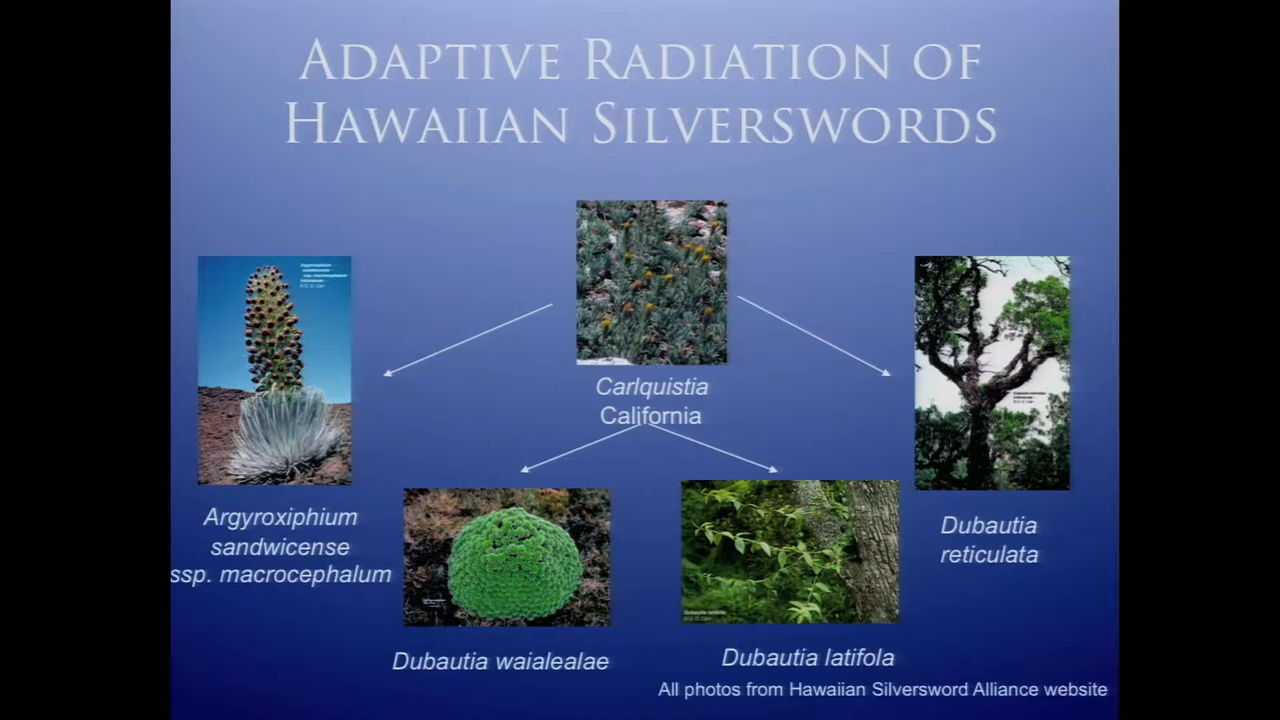 ADAPTIVE RADIATION OF
HAWAIIAN SILVERSWORDS
Carlquistia
California
Argyroxiphium
sandwicense
ssp. macrocephalum
Dubautia
reticulata
Dubautia waialealae
Dubautia latifola
All photos from Hawaiian Silversword Alliance website